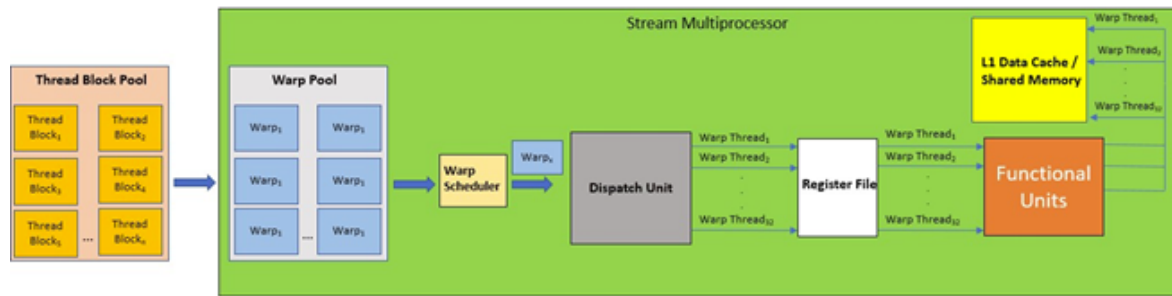 Stream Multiprocessor
Thread Block Pool
Thread
Block₁
Thread
Block₂
Thread
Block₃
Thread
Block₄
Thread
Block₅
...
Thread
Blockₙ
Warp Pool
Warp₁
Warp₁
Warp₁
Warp₁
Warp₁
...
Warp₁
Warp
Scheduler
Warpₓ
Dispatch Unit
Warp Thread₁
Warp Thread₂
.
.
.
Warp Thread₃₂
Register File
Warp Thread₁
Warp Thread₂
.
.
.
Warp Thread₃₂
Functional
Units
L1 Data Cache /
Shared Memory
Warp Thread₁
Warp Thread₂
.
.
.
Warp Thread₃₂